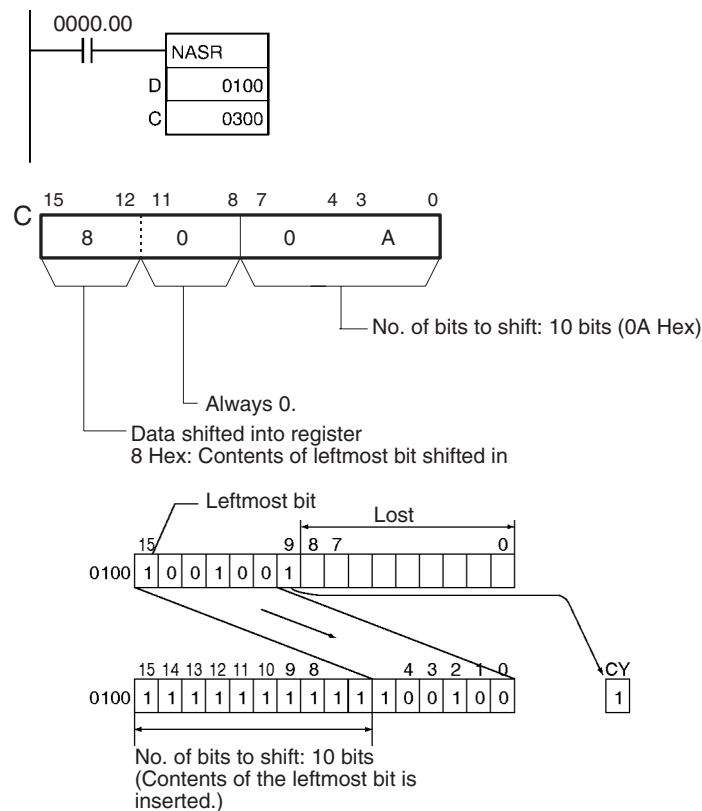 0000.00
NASR
D 0100
C 0300
15 12 11 8 7 4 3 0
C
8 0 0 A
No. of bits to shift: 10 bits (0A Hex)
Always 0.
Data shifted into register
8 Hex: Contents of leftmost bit shifted in
Leftmost bit
Lost
15 9 8 7 0
0100 1 0 0 1 0 0 1
15 14 13 12 11 10 9 8 4 3 2 1 0 CY
0100 1 1 1 1 1 1 1 1 1 1 1 0 0 1 0 0 1
No. of bits to shift: 10 bits
(Contents of the leftmost bit is
inserted.)